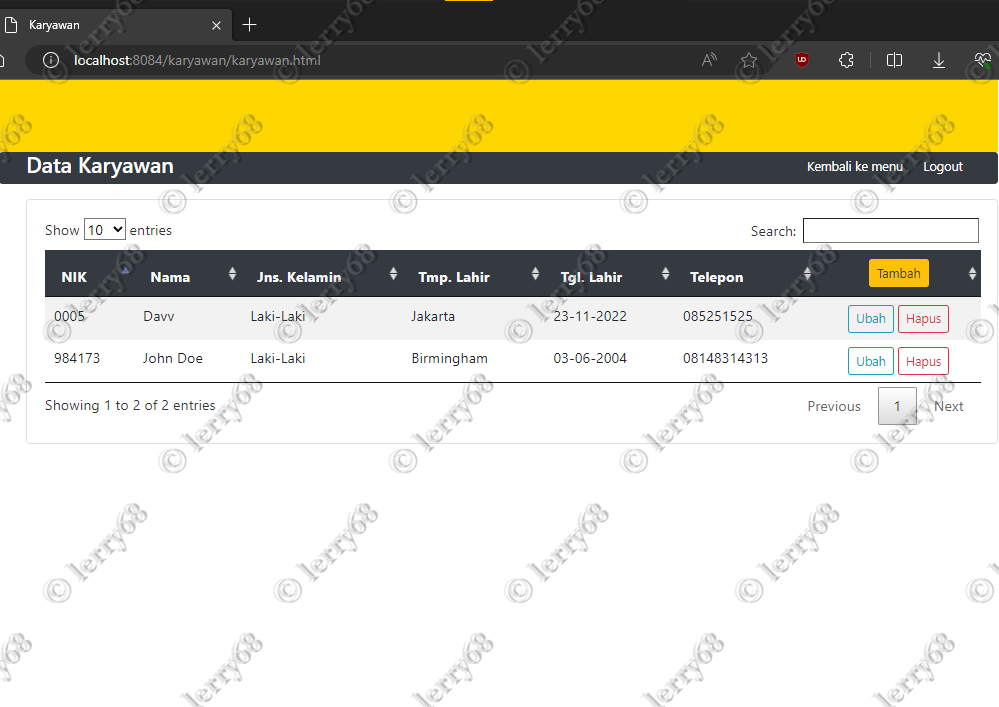 Karyawan
localhost:8084/karyawan/karyawan.html
Data Karyawan Kembali ke menu Logout
Show 10 entries Search:
NIK Nama Jns. Kelamin Tmp. Lahir Tgl. Lahir Telepon Tambah
0005 Davv Laki-Laki Jakarta 23-11-2022 085251525 Ubah Hapus
984173 John Doe Laki-Laki Birmingham 03-06-2004 08148314313 Ubah Hapus
Showing 1 to 2 of 2 entries Previous 1 Next
© lerry68